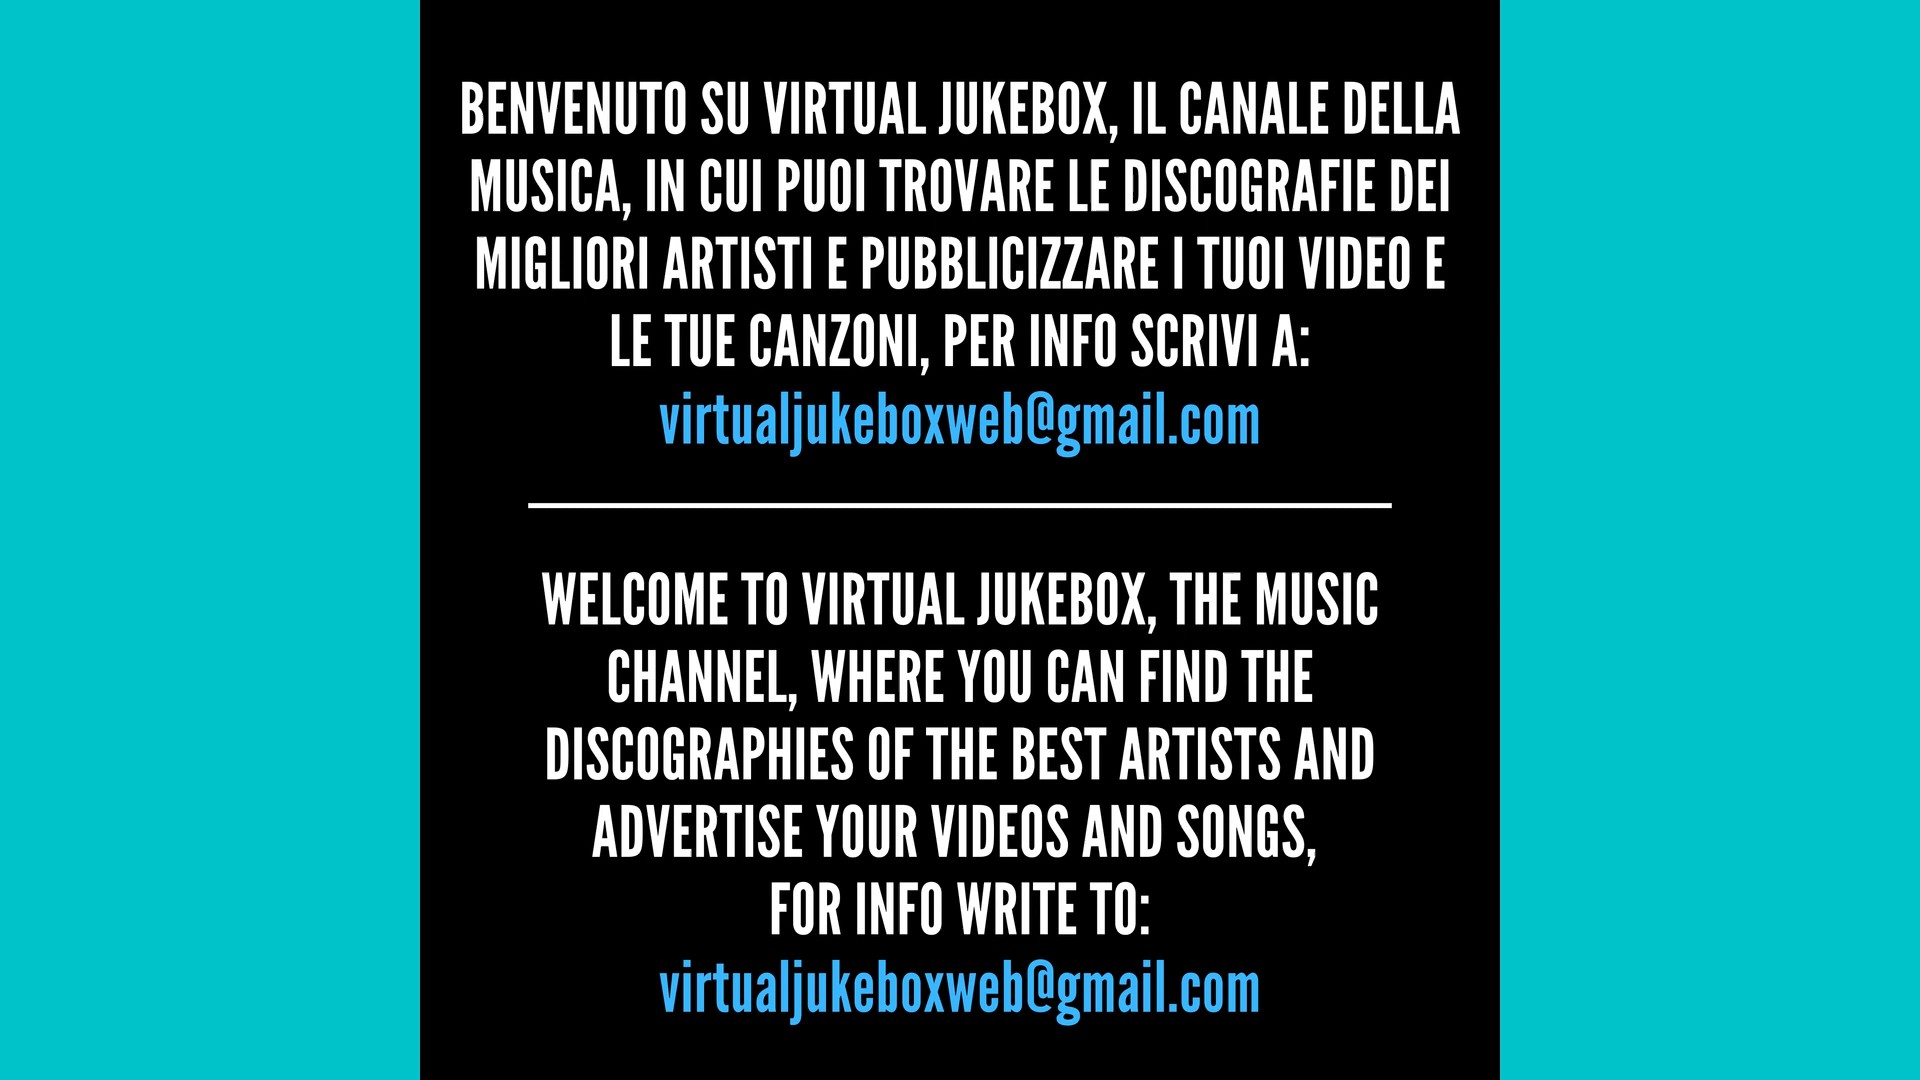 BENVENUTO SU VIRTUAL JUKEBOX, IL CANALE DELLA
MUSICA, IN CUI PUOI TROVARE LE DISCOGRAFIE DEI
MIGLIORI ARTISTI E PUBBLICIZZARE I TUOI VIDEO E
LE TUE CANZONI, PER INFO SCRIVI A:
virtualjukeboxweb@gmail.com
WELCOME TO VIRTUAL JUKEBOX, THE MUSIC
CHANNEL, WHERE YOU CAN FIND THE
DISCOGRAPHIES OF THE BEST ARTISTS AND
ADVERTISE YOUR VIDEOS AND SONGS,
FOR INFO WRITE TO:
virtualjukeboxweb@gmail.com